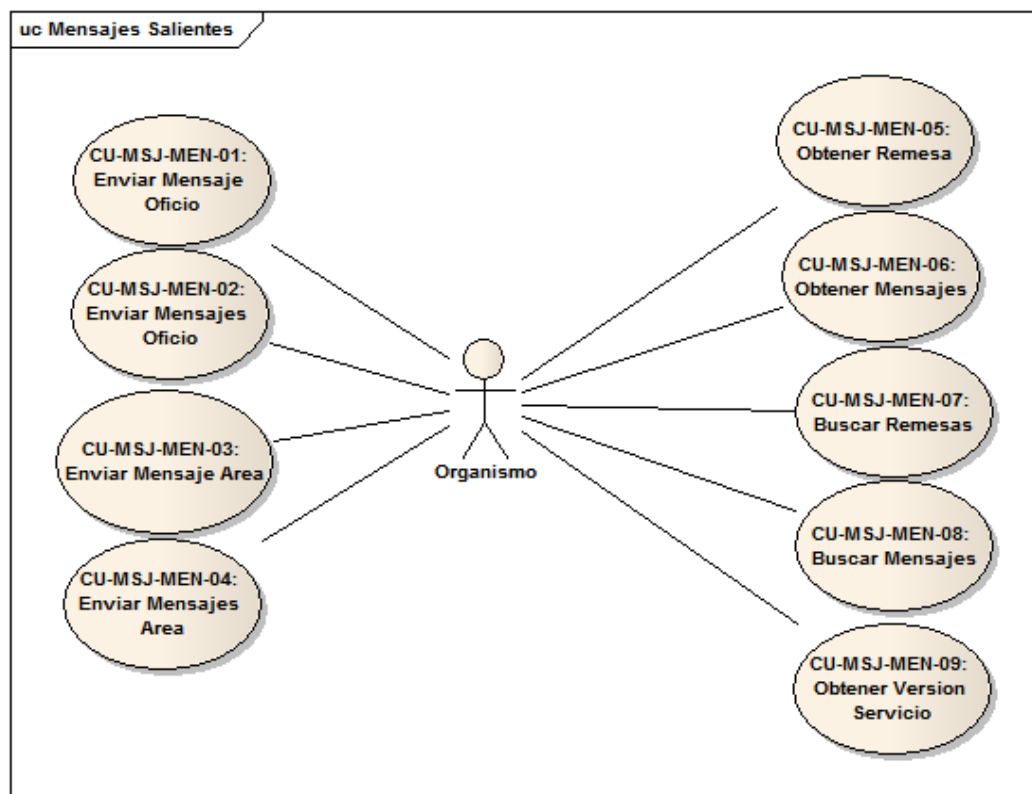 uc Mensajes Salientes
CU-MSJ-MEN-01:
Enviar Mensaje
Oficio
CU-MSJ-MEN-02:
Enviar Mensajes
Oficio
CU-MSJ-MEN-03:
Enviar Mensaje Area
CU-MSJ-MEN-04:
Enviar Mensajes
Area
Organismo
CU-MSJ-MEN-05:
Obtener Remesa
CU-MSJ-MEN-06:
Obtener Mensajes
CU-MSJ-MEN-07:
Buscar Remesas
CU-MSJ-MEN-08:
Buscar Mensajes
CU-MSJ-MEN-09:
Obtener Version
Servicio